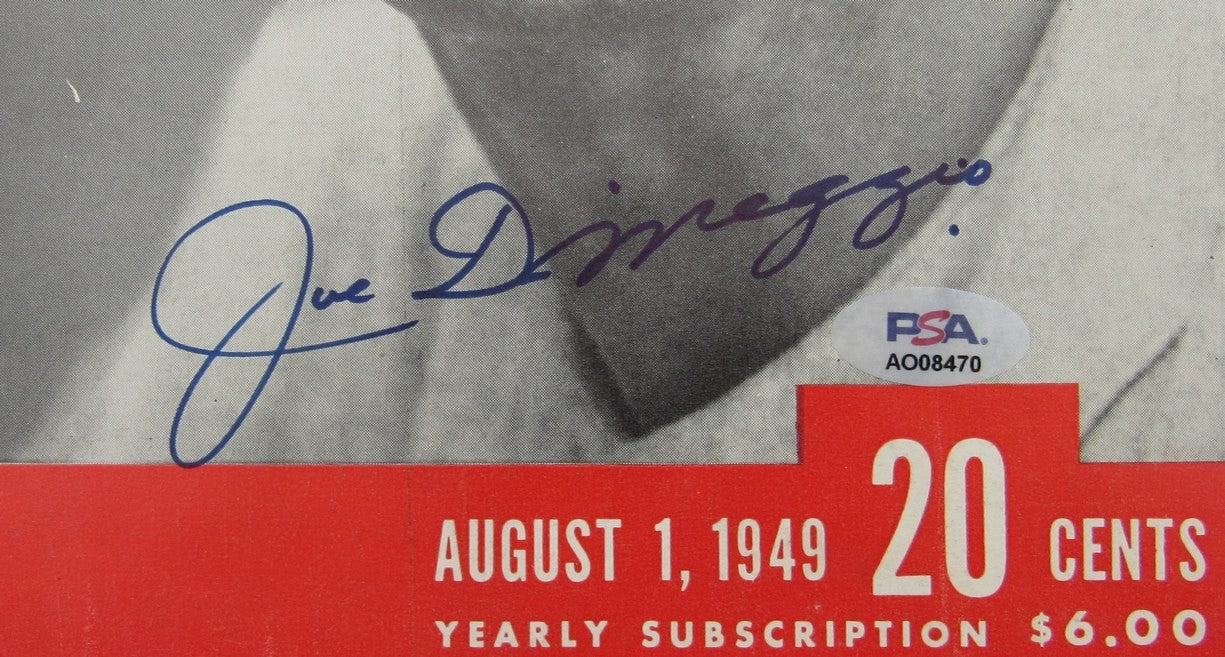 Joe DiMaggio
PSA.
AO08470
AUGUST 1, 1949 20 CENTS
YEARLY SUBSCRIPTION $6.00